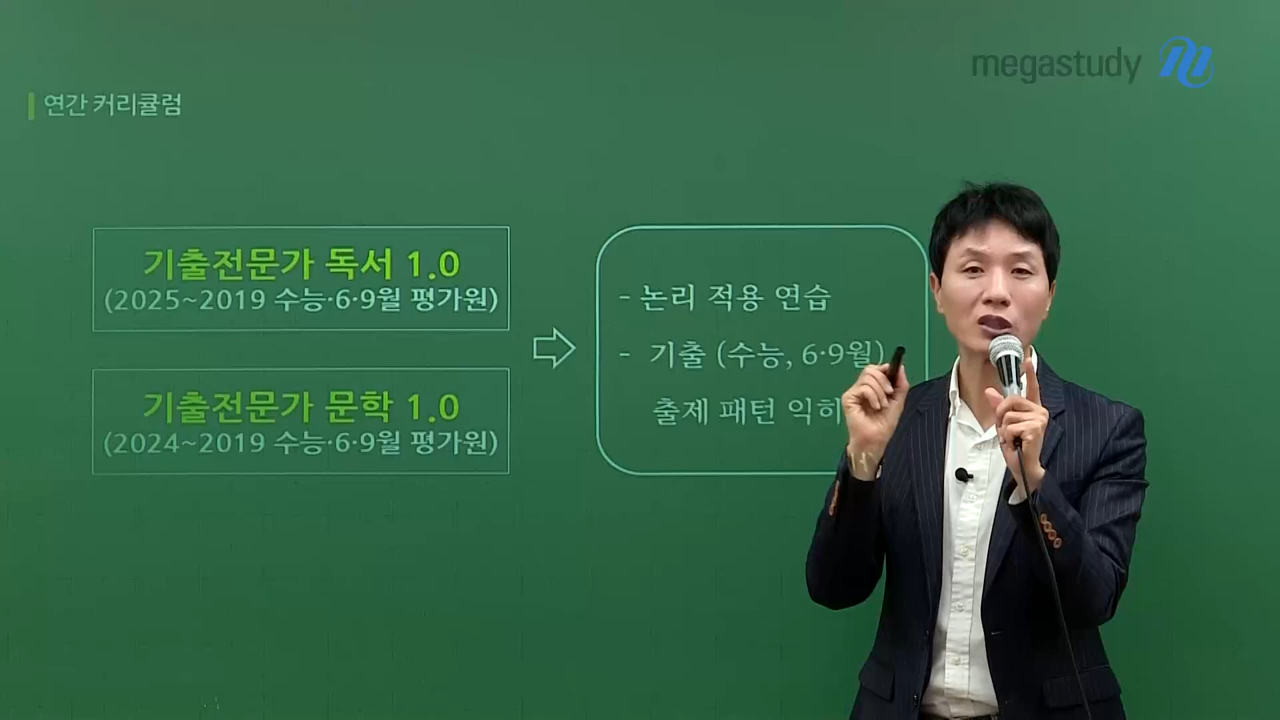 megastudy
연간 커리큘럼
기출전문가 독서 1.0
(2025~2019 수능·6·9월 평가원)
기출전문가 문학 1.0
(2024~2019 수능·6·9월 평가원)
- 논리 적용 연습
- 기출 (수능, 6·9월)
출제 패턴 익히